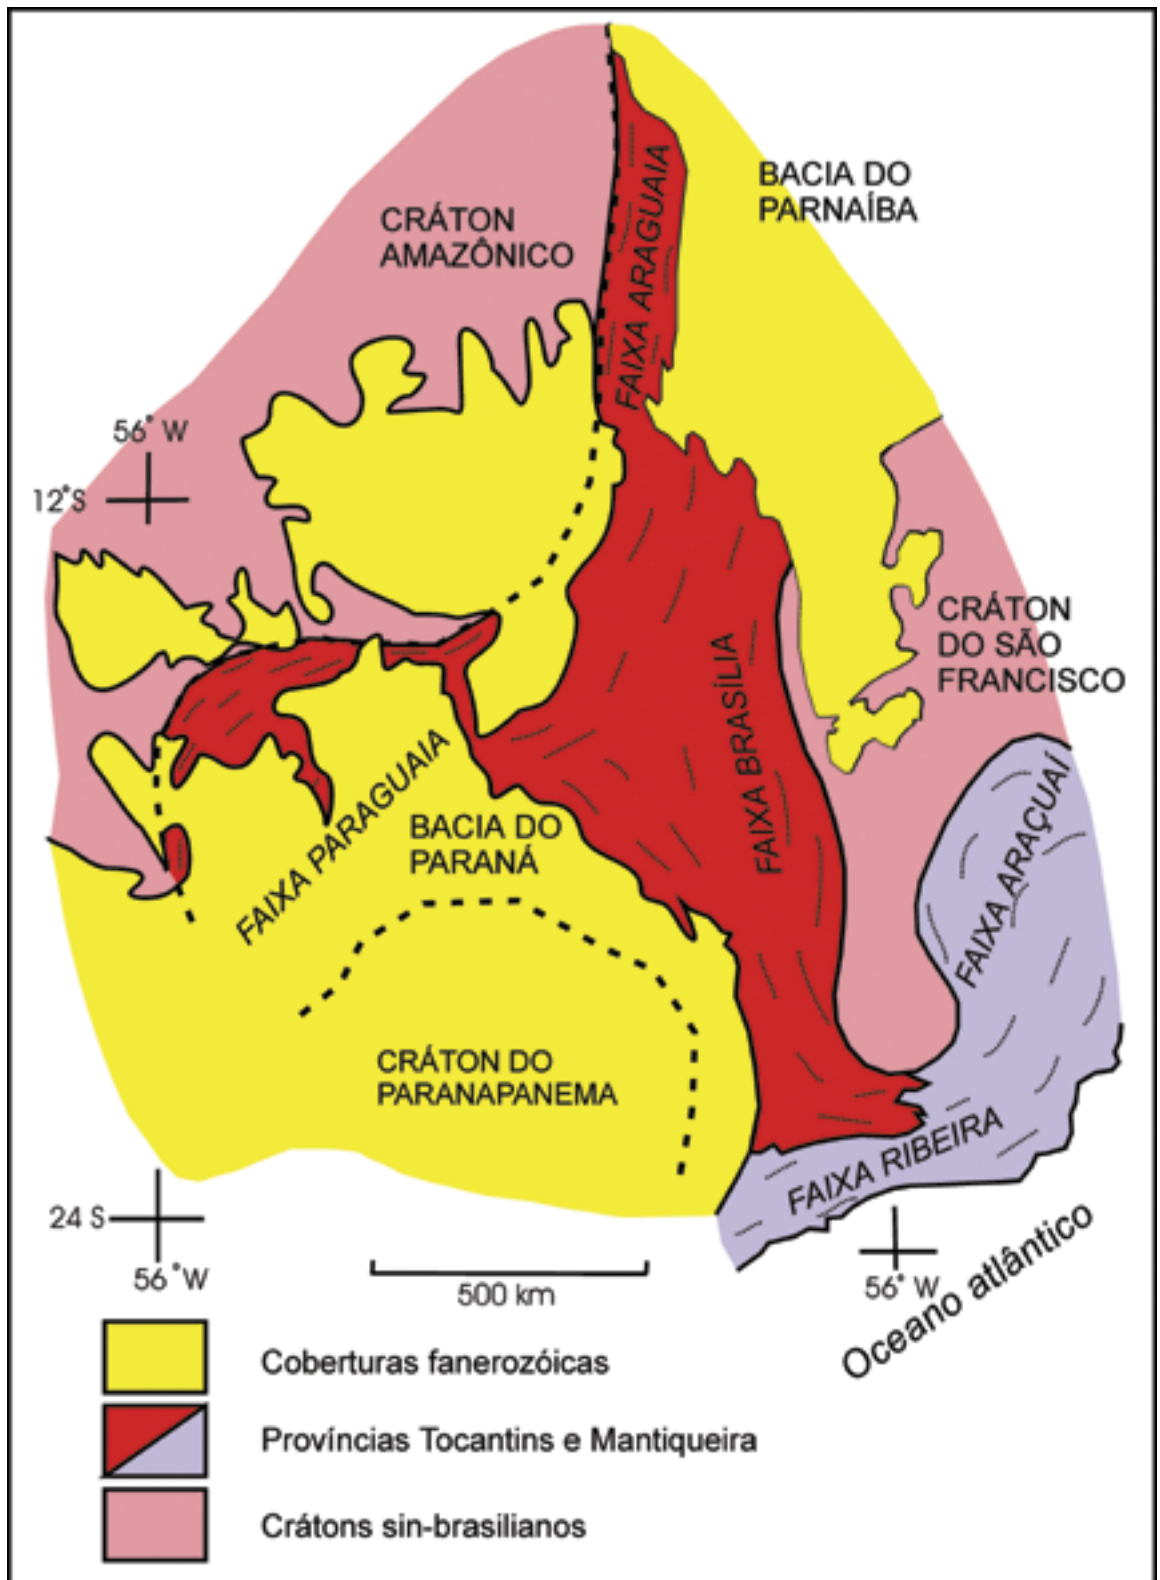 BACIA DO
PARNAÍBA
CRÁTON
AMAZÔNICO
FAIXA ARAGUAIA
56° W
12°S
CRÁTON
DO SÃO
FRANCISCO
FAIXA BRASÍLIA
FAIXA PARAGUAIA
BACIA DO
PARANÁ
FAIXA ARAÇUAÍ
CRÁTON DO
PARANAPANEMA
FAIXA RIBEIRA
24 S
56°W
500 km
56° W
Oceano atlântico
Coberturas fanerozóicas
Províncias Tocantins e Mantiqueira
Crátons sin-brasilianos